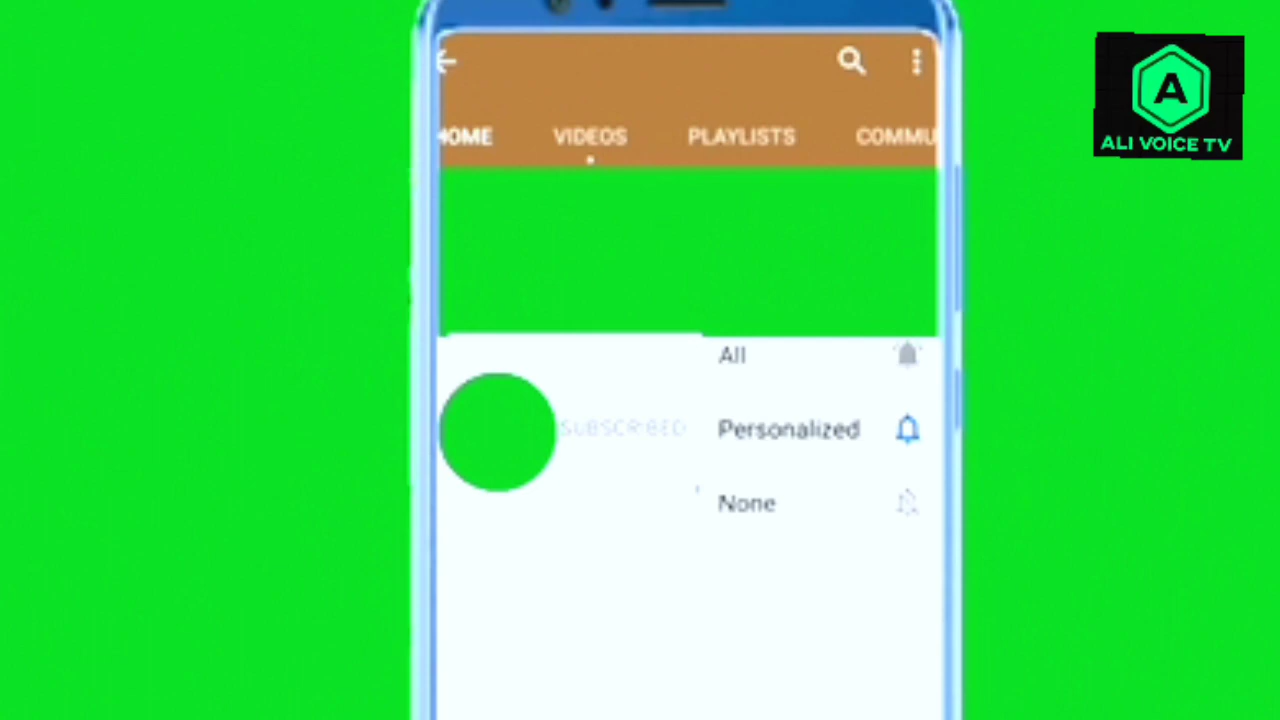 HOME VIDEOS PLAYLISTS COMMU
A
ALI VOICE TV
All
SUBSCRIBED Personalized
None